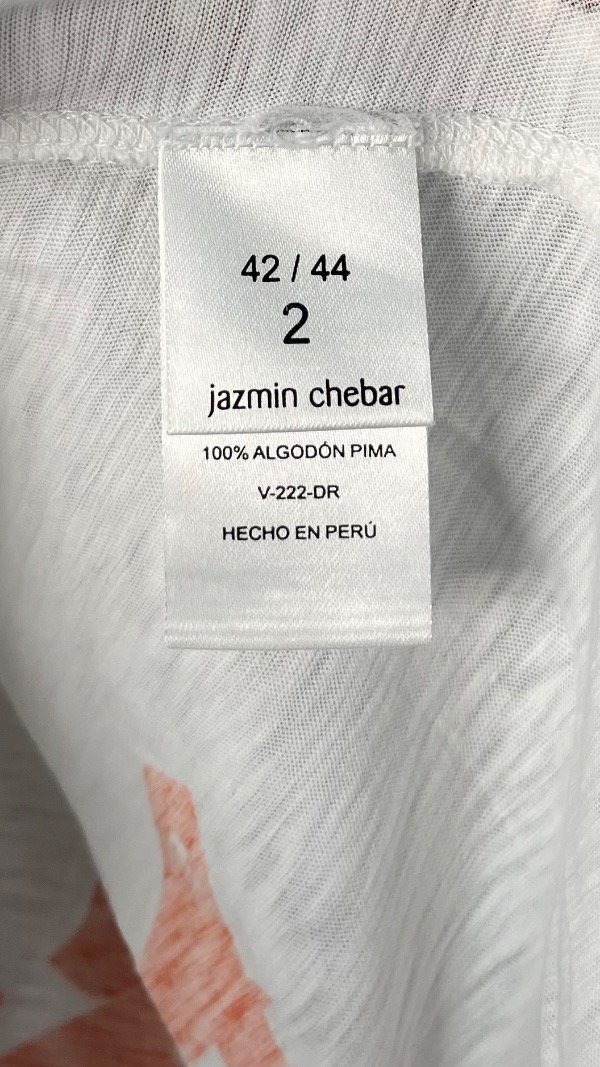 42 / 44
2
jazmin chebar
100% ALGODÓN PIMA
V-222-DR
HECHO EN PERÚ